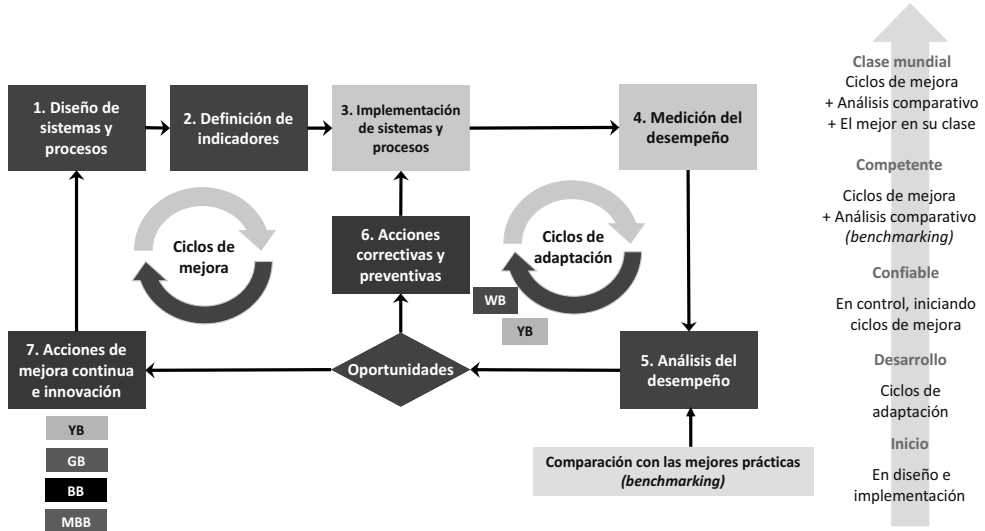 1. Diseño de
sistemas y
procesos
2. Definición de
indicadores
3. Implementación
de sistemas y
procesos
4. Medición del
desempeño
Ciclos de
mejora
6. Acciones
correctivas y
preventivas
Ciclos de
adaptación
WB
YB
7. Acciones de
mejora continua
e innovación
Oportunidades
5. Análisis del
desempeño
YB
GB
BB
MBB
Comparación con las mejores prácticas
(benchmarking)
Clase mundial
Ciclos de mejora
+ Análisis comparativo
+ El mejor en su clase
Competente
Ciclos de mejora
+ Análisis comparativo
(benchmarking)
Confiable
En control, iniciando
ciclos de mejora
Desarrollo
Ciclos de
adaptación
Inicio
En diseño e
implementación